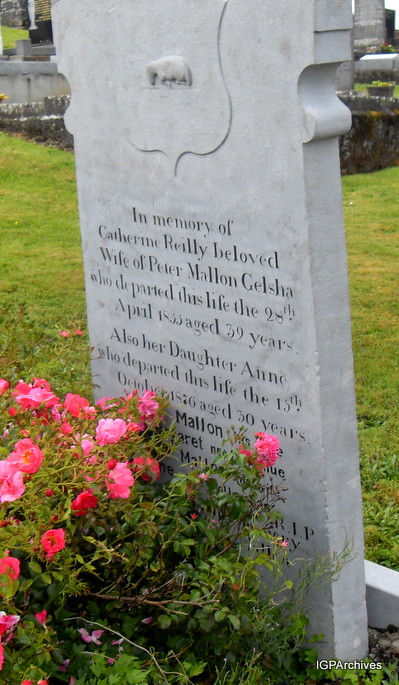 In memory of
Catherine Reilly beloved
Wife of Peter Mallon Gelsha
who departed this life the 28th
April 1855 aged 39 years
Also her Daughter Anne
who departed this life the 15th
October 1876 aged 30 years
Mallon
R I P
IGPArchives